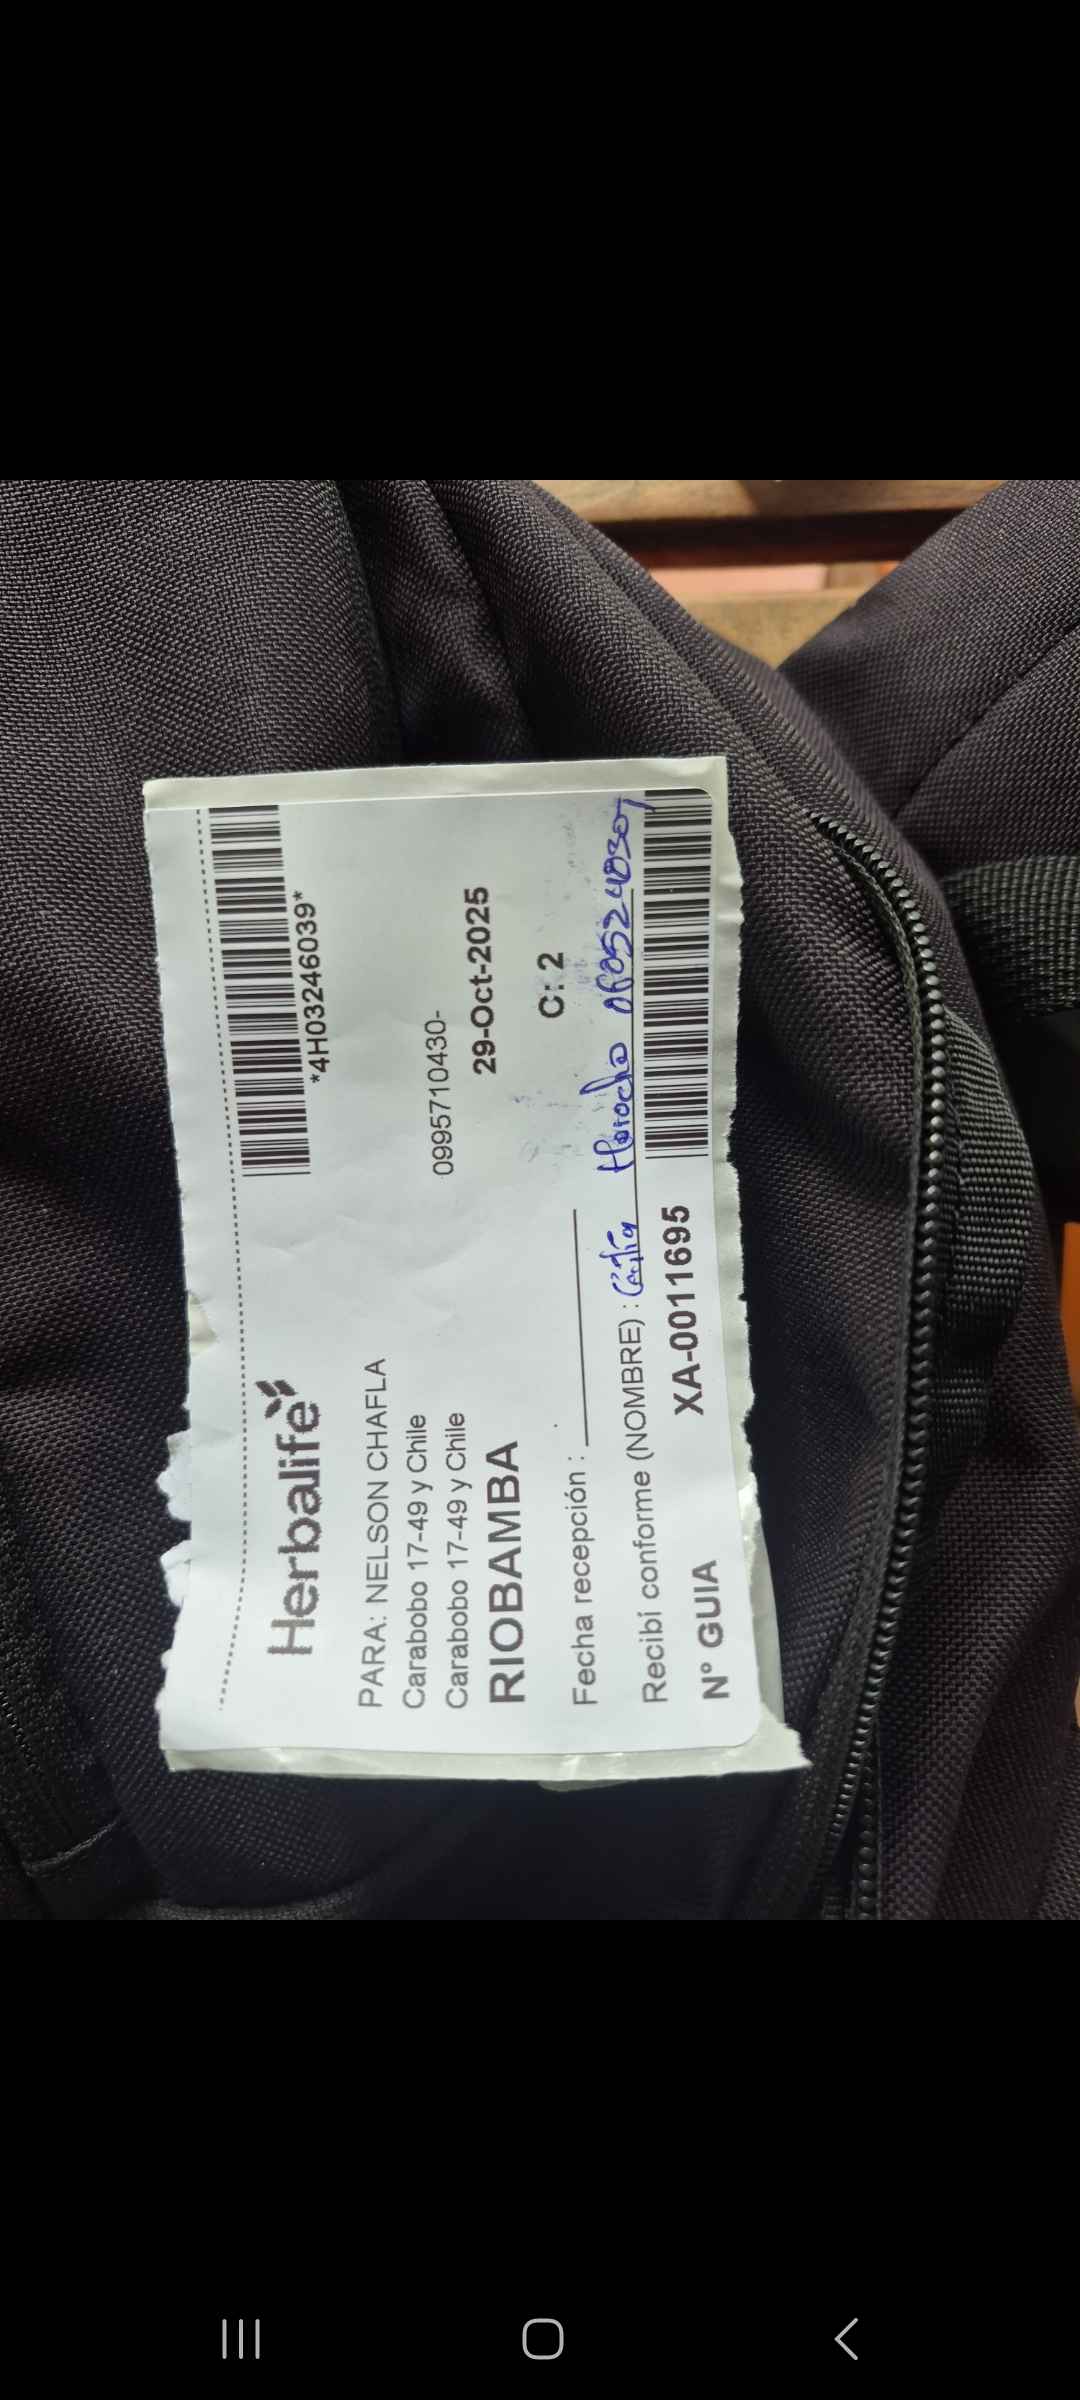 *4H03246039*
Herbalife
PARA: NELSON CHAFLA
Carabobo 17-49 y Chile 0995710430-
Carabobo 17-49 y Chile
RIOBAMBA 29-Oct-2025
Fecha recepción : C: 2
Recibí conforme (NOMBRE) :
Nº GUIA XA-0011695